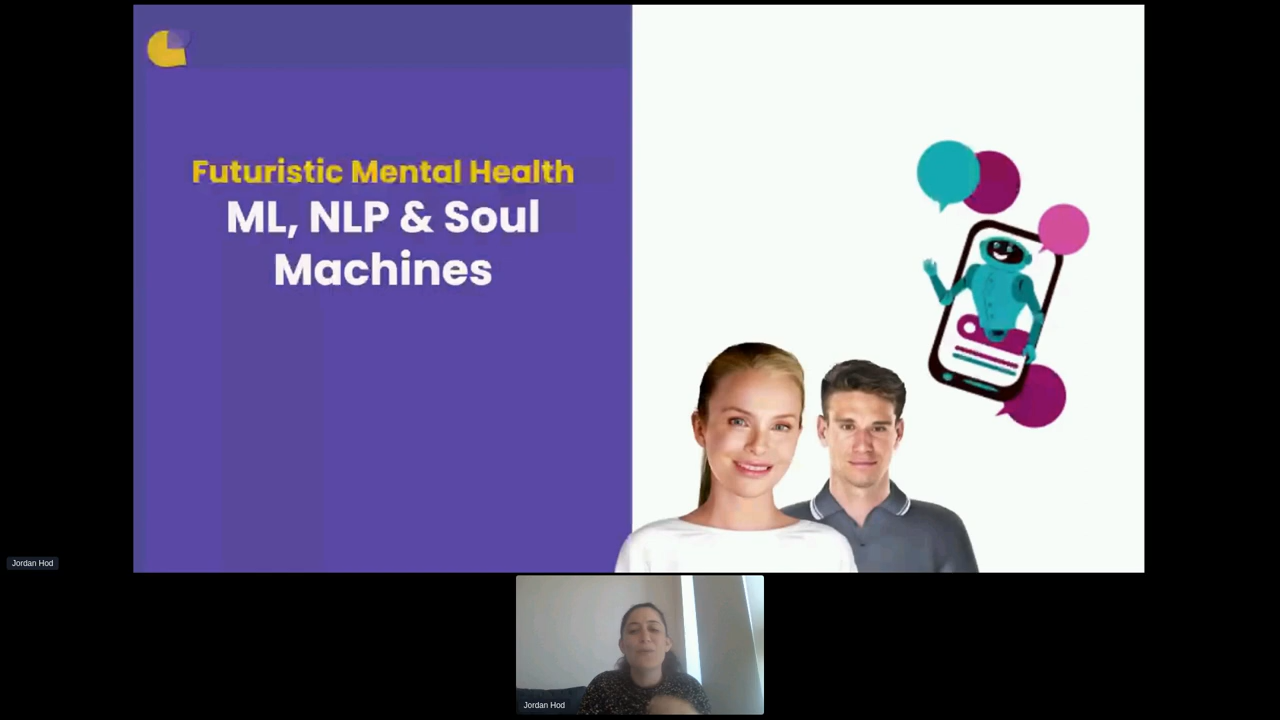 Futuristic Mental Health
ML, NLP & Soul
Machines
Jordan Hod
Jordan Hod